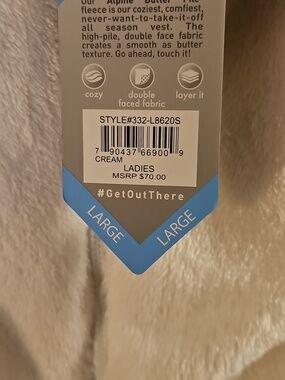 Our Alpine Butter Pile
fleece is our coziest, comfiest,
never-want-to-take-it-off
all season vest. The
high-pile, double face fabric
creates a smooth as butter
texture. Go ahead, touch it!
cozy
double
faced fabric
layer it
STYLE#332-L8620S
7 90437 66900 9
CREAM
LADIES
MSRP $70.00
#GetOutThere
LARGE
LARGE